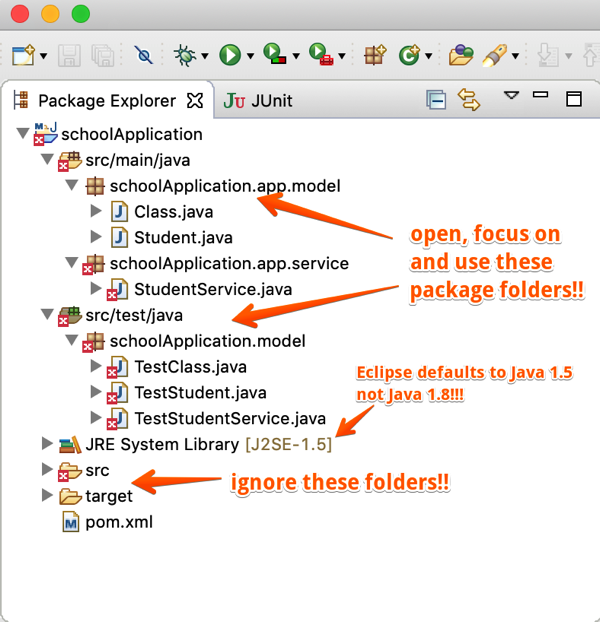 Package Explorer
JUnit
schoolApplication
src/main/java
schoolApplication.app.model
Class.java
Student.java
schoolApplication.app.service
StudentService.java
open, focus on
and use these
package folders!!
src/test/java
schoolApplication.model
TestClass.java
TestStudent.java
TestStudentService.java
Eclipse defaults to Java 1.5
not Java 1.8!!!
JRE System Library [J2SE-1.5]
src
target
ignore these folders!!
pom.xml